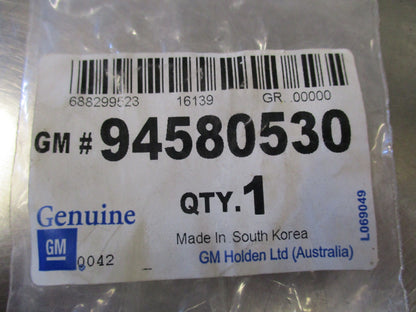 688299523 16139 GR. .00000
GM # 94580530
QTY.1
Genuine
GM
Made In South Korea
GM Holden Ltd (Australia)
Q042
L069049